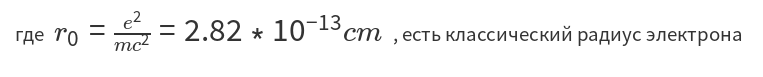 где r₀ = e²/mc² = 2.82 * 10⁻¹³cm , есть классический радиус электрона